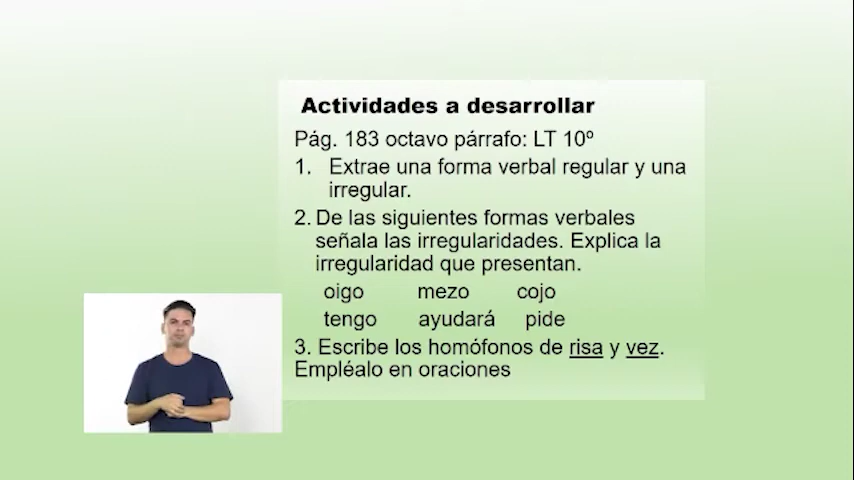 Actividades a desarrollar
Pág. 183 octavo párrafo: LT 10º
1. Extrae una forma verbal regular y una
irregular.
2. De las siguientes formas verbales
señala las irregularidades. Explica la
irregularidad que presentan.
oigo mezo cojo
tengo ayudará pide
3. Escribe los homófonos de risa y vez.
Empléalo en oraciones